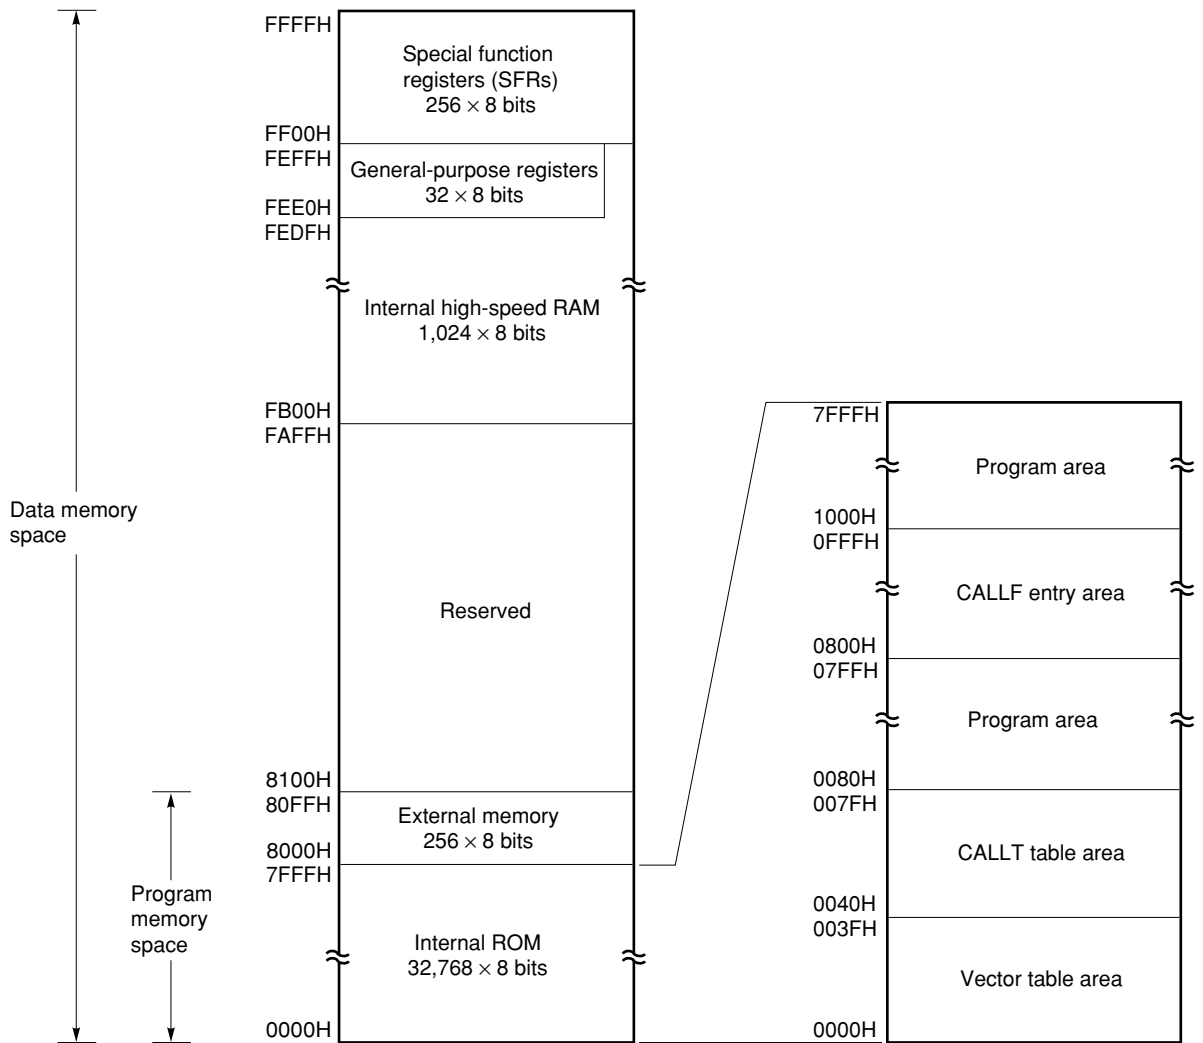 FFFFH
Special function
registers (SFRs)
256 × 8 bits
FF00H
FEFFH
General-purpose registers
32 × 8 bits
FEE0H
FEDFH
Internal high-speed RAM
1,024 × 8 bits
FB00H
FAFFH
Data memory
space
Reserved
8100H
80FFH
External memory
256 × 8 bits
8000H
7FFFH
Program
memory
space
Internal ROM
32,768 × 8 bits
0000H
7FFFH
Program area
1000H
0FFFH
CALLF entry area
0800H
07FFH
Program area
0080H
007FH
CALLT table area
0040H
003FH
Vector table area
0000H